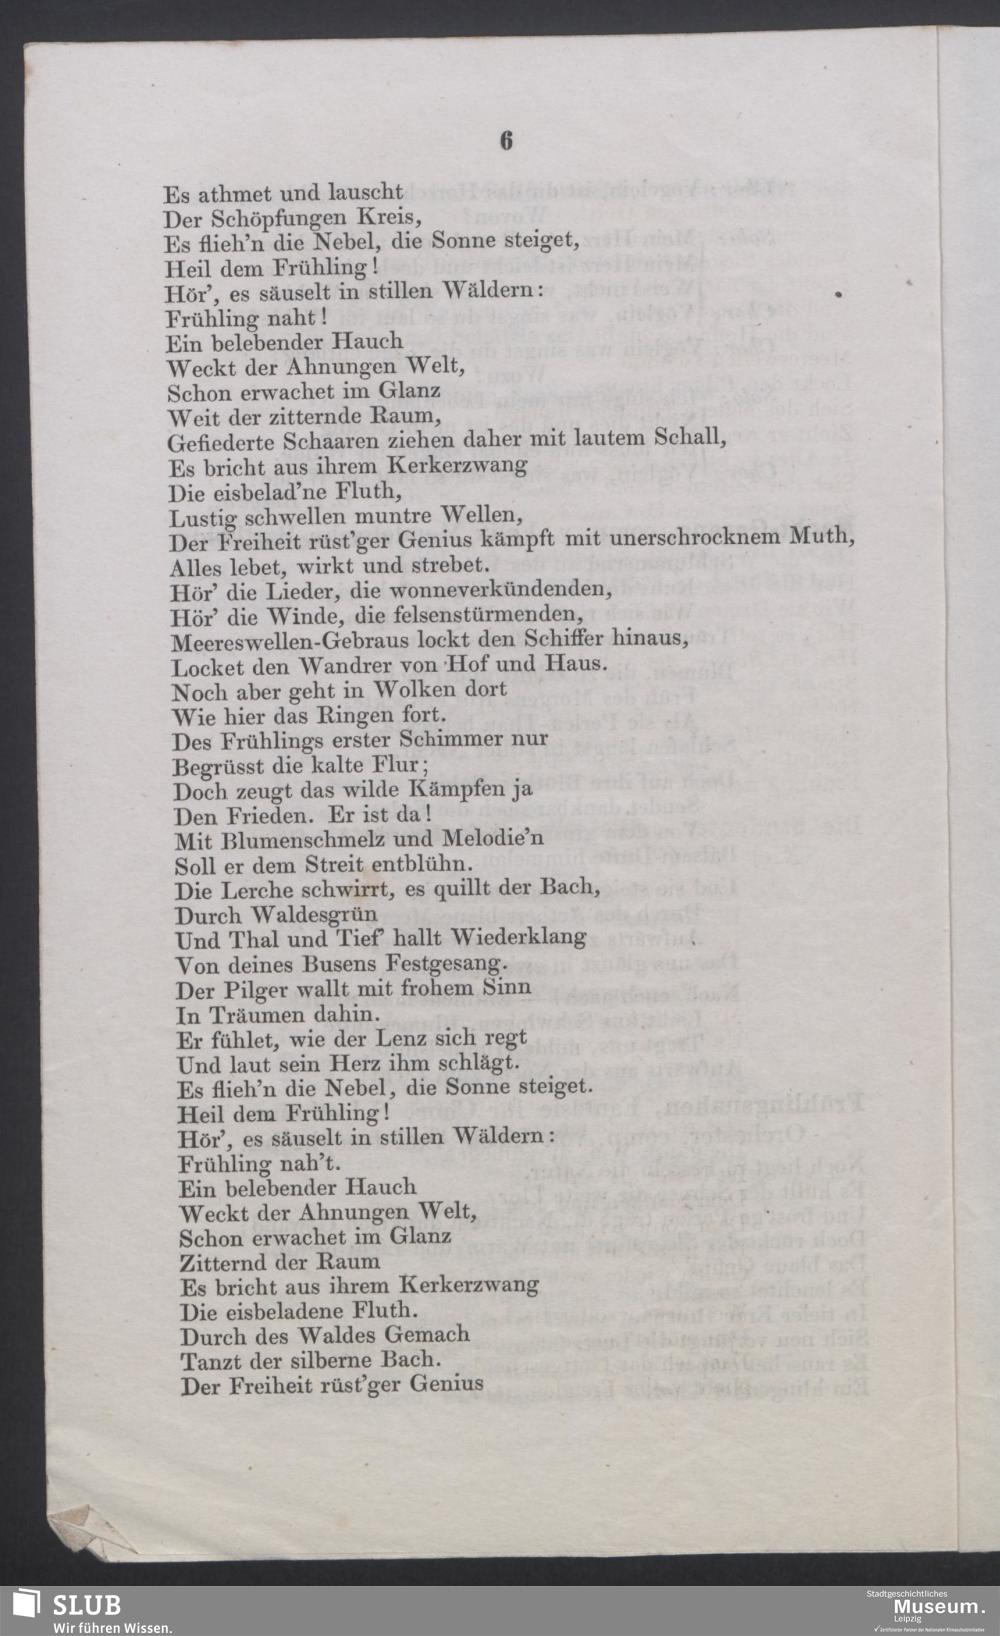 6
Es athmet und lauscht
Der Schöpfungen Kreis,
Es flieh'n die Nebel, die Sonne steiget,
Heil dem Frühling!
Hör', es säuselt in stillen Wäldern:
Frühling naht!
Ein belebender Hauch
Weckt der Ahnungen Welt,
Schon erwachet im Glanz
Weit der zitternde Raum,
Gefiederte Schaaren ziehen daher mit lautem Schall,
Es bricht aus ihrem Kerkerzwang
Die eisbelad'ne Fluth,
Lustig schwellen muntre Wellen,
Der Freiheit rüst'ger Genius kämpft mit unerschrocknem Muth,
Alles lebet, wirkt und strebet.
Hör' die Lieder, die wonneverkündenden,
Hör' die Winde, die felsenstürmenden,
Meereswellen-Gebraus lockt den Schiffer hinaus,
Locket den Wandrer von Hof und Haus.
Noch aber geht in Wolken dort
Wie hier das Ringen fort.
Des Frühlings erster Schimmer nur
Begrüsst die kalte Flur;
Doch zeugt das wilde Kämpfen ja
Den Frieden. Er ist da!
Mit Blumenschmelz und Melodie'n
Soll er dem Streit entblühn.
Die Lerche schwirrt, es quillt der Bach,
Durch Waldesgrün
Und Thal und Tief' hallt Wiederklang
Von deines Busens Festgesang.
Der Pilger wallt mit frohem Sinn
In Träumen dahin.
Er fühlet, wie der Lenz sich regt
Und laut sein Herz ihm schlägt.
Es flieh'n die Nebel, die Sonne steiget.
Heil dem Frühling!
Hör', es säuselt in stillen Wäldern:
Frühling nah't.
Ein belebender Hauch
Weckt der Ahnungen Welt,
Schon erwachet im Glanz
Zitternd der Raum
Es bricht aus ihrem Kerkerzwang
Die eisbeladene Fluth.
Durch des Waldes Gemach
Tanzt der silberne Bach.
Der Freiheit rüst'ger Genius
SLUB
Wir führen Wissen.
Stadtgeschichtliches
Museum.
Leipzig
Zertifizierter Partner der Nationalen Klimaschutzinitiative